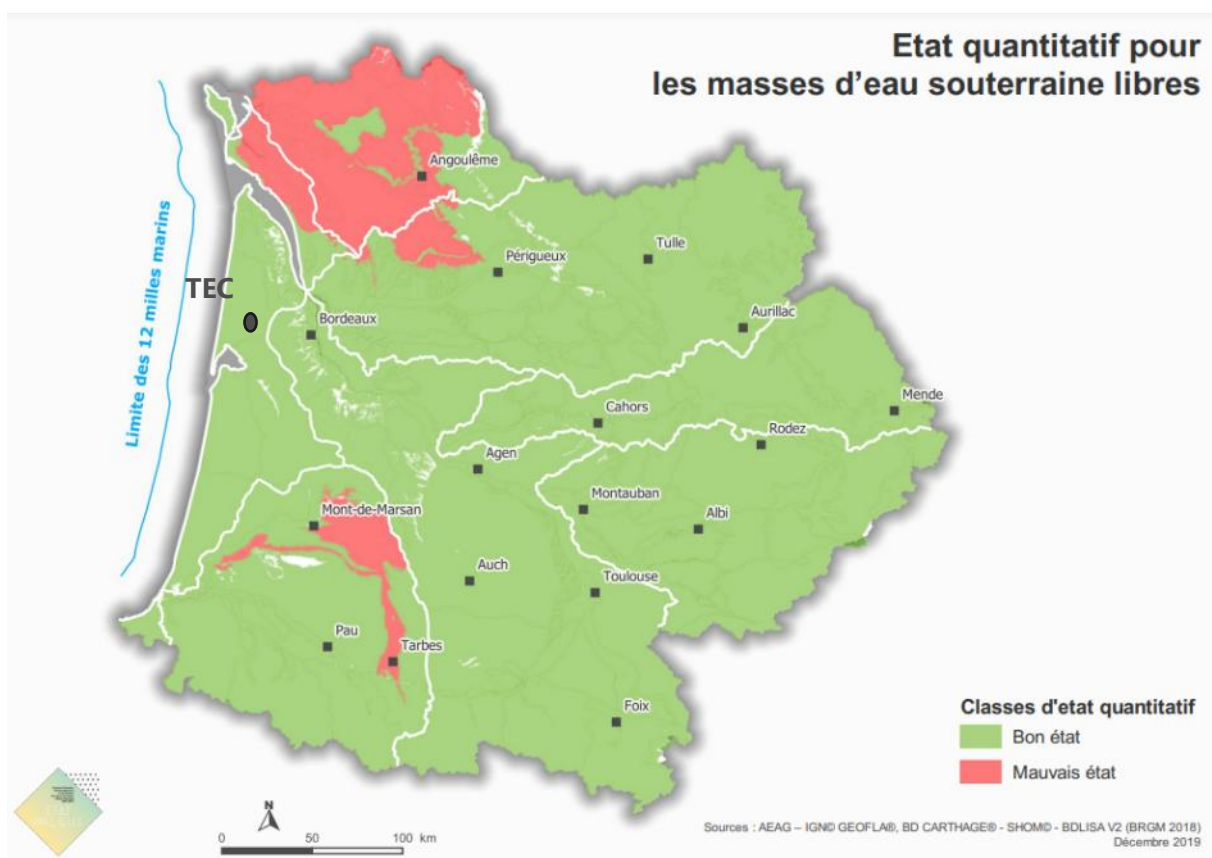 Etat quantitatif pour
les masses d'eau souterraine libres
Limite des 12 milles marins
TEC
Angoulême
Périgueux
Tulle
Bordeaux
Aurillac
Mende
Cahors
Rodez
Agen
Montauban
Albi
Mont-de-Marsan
Auch
Toulouse
Pau
Tarbes
Foix
Classes d'etat quantitatif
Bon état
Mauvais état
N
0 50 100 km
Sources : AEAG – IGN© GEOFLA®, BD CARTHAGE® - SHOM© - BDLISA V2 (BRGM 2018)
Décembre 2019